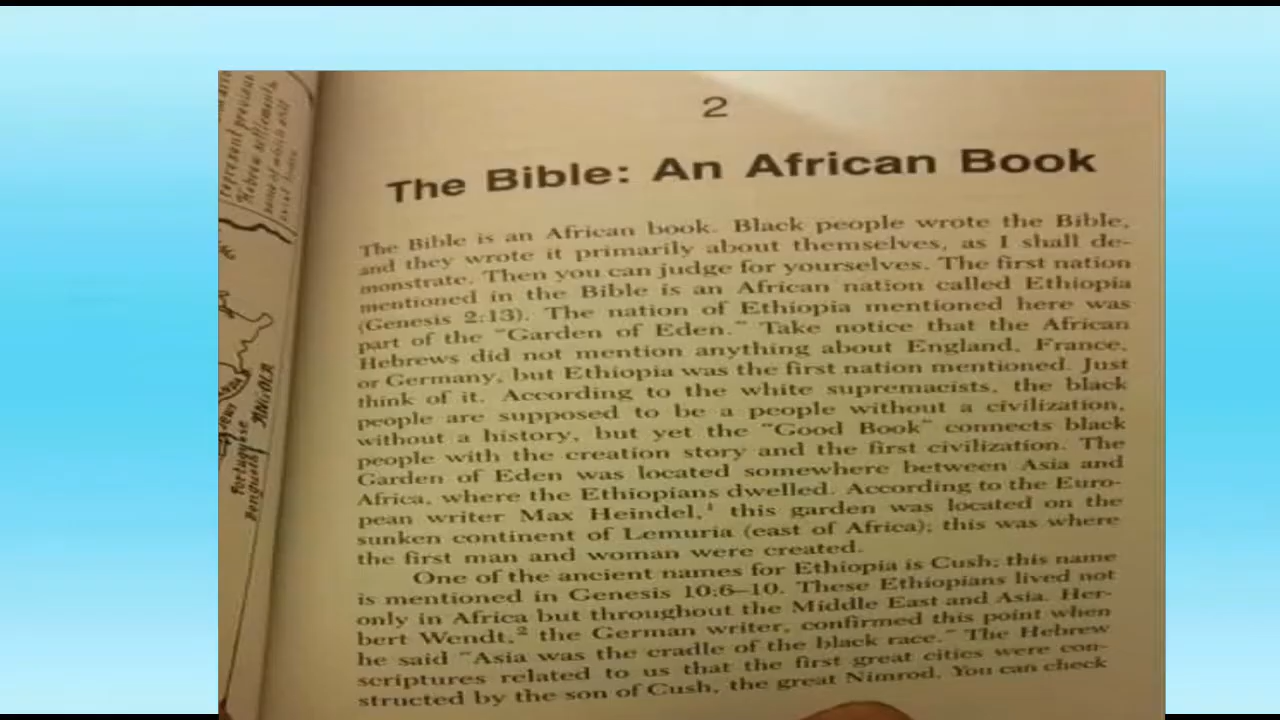 2
The Bible: An African Book
The Bible is an African book. Black people wrote the Bible,
and they wrote it primarily about themselves, as I shall de-
monstrate. Then you can judge for yourselves. The first nation
mentioned in the Bible is an African nation called Ethiopia
(Genesis 2:13). The nation of Ethiopia mentioned here was
part of the "Garden of Eden." Take notice that the African
Hebrews did not mention anything about England, France,
or Germany, but Ethiopia was the first nation mentioned. Just
think of it. According to the white supremacists, the black
people are supposed to be a people without a civilization,
without a history, but yet the "Good Book" connects black
people with the creation story and the first civilization. The
Garden of Eden was located somewhere between Asia and
Africa, where the Ethiopians dwelled. According to the Euro-
pean writer Max Heindel,¹ this garden was located on the
sunken continent of Lemuria (east of Africa); this was where
the first man and woman were created.
One of the ancient names for Ethiopia is Cush; this name
is mentioned in Genesis 10:6–10. These Ethiopians lived not
only in Africa but throughout the Middle East and Asia. Her-
bert Wendt,² the German writer, confirmed this point when
he said "Asia was the cradle of the black race." The Hebrew
scriptures related to us that the first great cities were con-
structed by the son of Cush, the great Nimrod. You can check
represent previous
Hebrew settlements,
some of which still
exist
ANGOLA
Portuguese